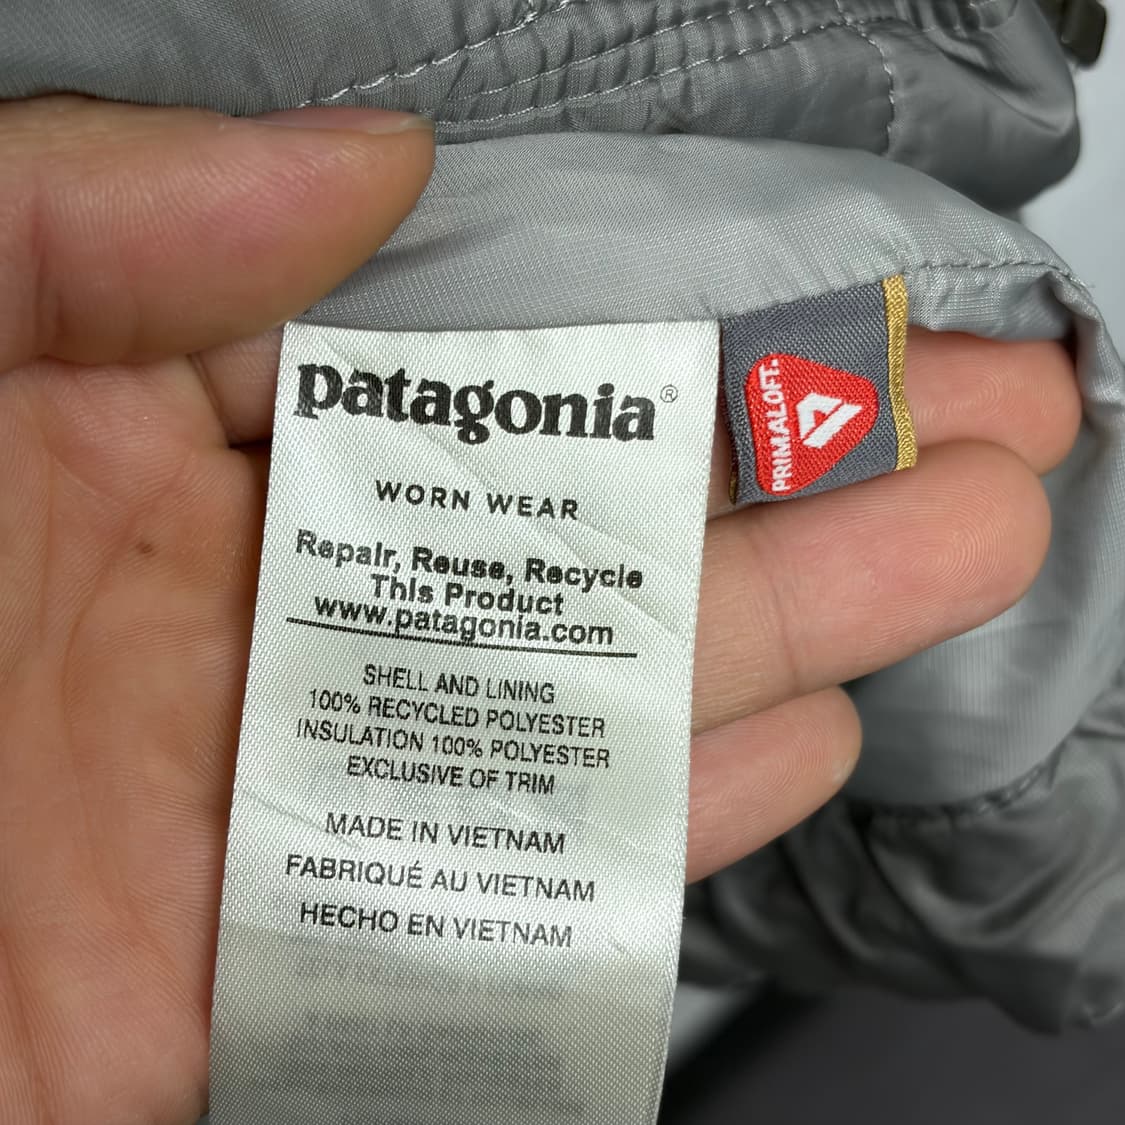 patagonia®
WORN WEAR
Repair, Reuse, Recycle
This Product
www.patagonia.com
SHELL AND LINING
100% RECYCLED POLYESTER
INSULATION 100% POLYESTER
EXCLUSIVE OF TRIM
MADE IN VIETNAM
FABRIQUÉ AU VIETNAM
HECHO EN VIETNAM
PRIMALOFT.